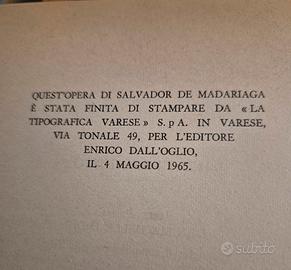 QUEST'OPERA DI SALVADOR DE MADARIAGA
È STATA FINITA DI STAMPARE DA «LA
TIPOGRAFICA VARESE» S.p A. IN VARESE,
VIA TONALE 49, PER L'EDITORE
ENRICO DALL'OGLIO,
IL 4 MAGGIO 1965.
subito